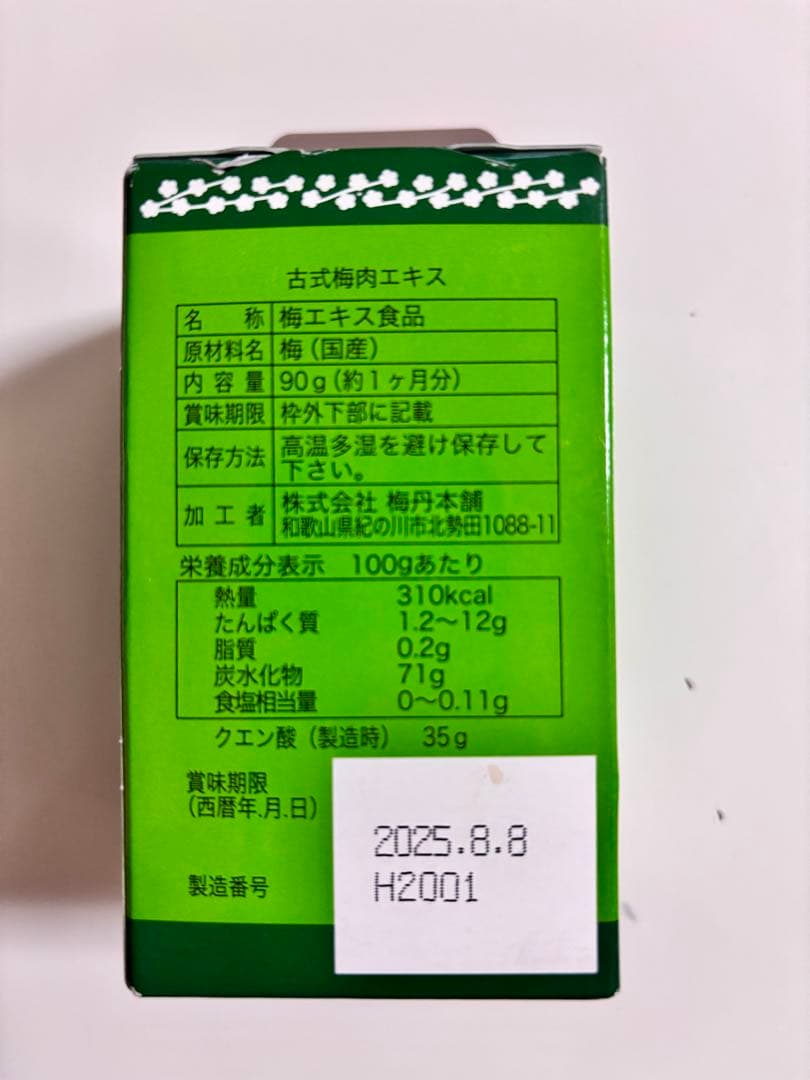 古式梅肉エキス
名称 梅エキス食品
原材料名 梅（国産）
内容量 90g（約1ヶ月分）
賞味期限 枠外下部に記載
保存方法 高温多湿を避け保存して
下さい。
加工者 株式会社 梅丹本舗
和歌山県紀の川市北勢田1088-11
栄養成分表示 100gあたり
熱量 310kcal
たんぱく質 1.2〜12g
脂質 0.2g
炭水化物 71g
食塩相当量 0〜0.11g
クエン酸（製造時） 35g
賞味期限
（西暦年.月.日） 2025.8.8
製造番号 H2001